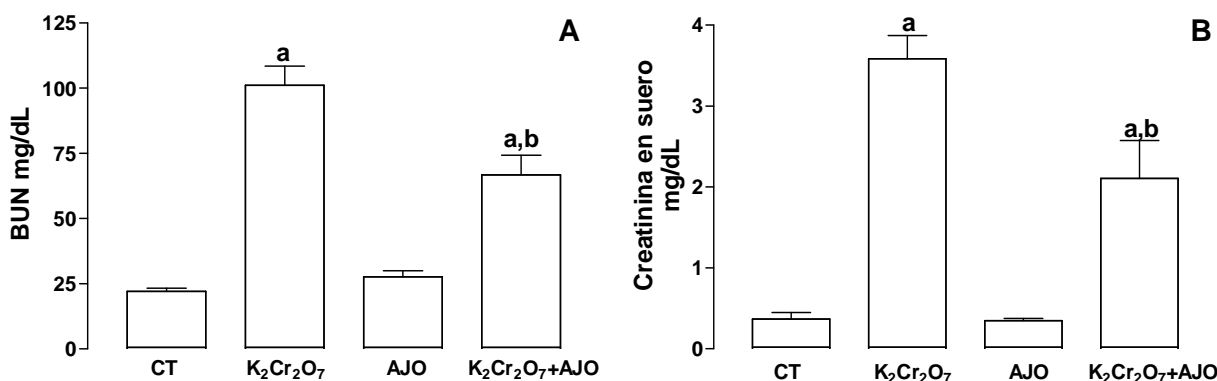 A
BUN mg/dL
125
100
75
50
25
0
a
a,b
CT
K₂Cr₂O₇
AJO
K₂Cr₂O₇+AJO
B
Creatinina en suero
mg/dL
4
3
2
1
0
a
a,b
CT
K₂Cr₂O₇
AJO
K₂Cr₂O₇+AJO